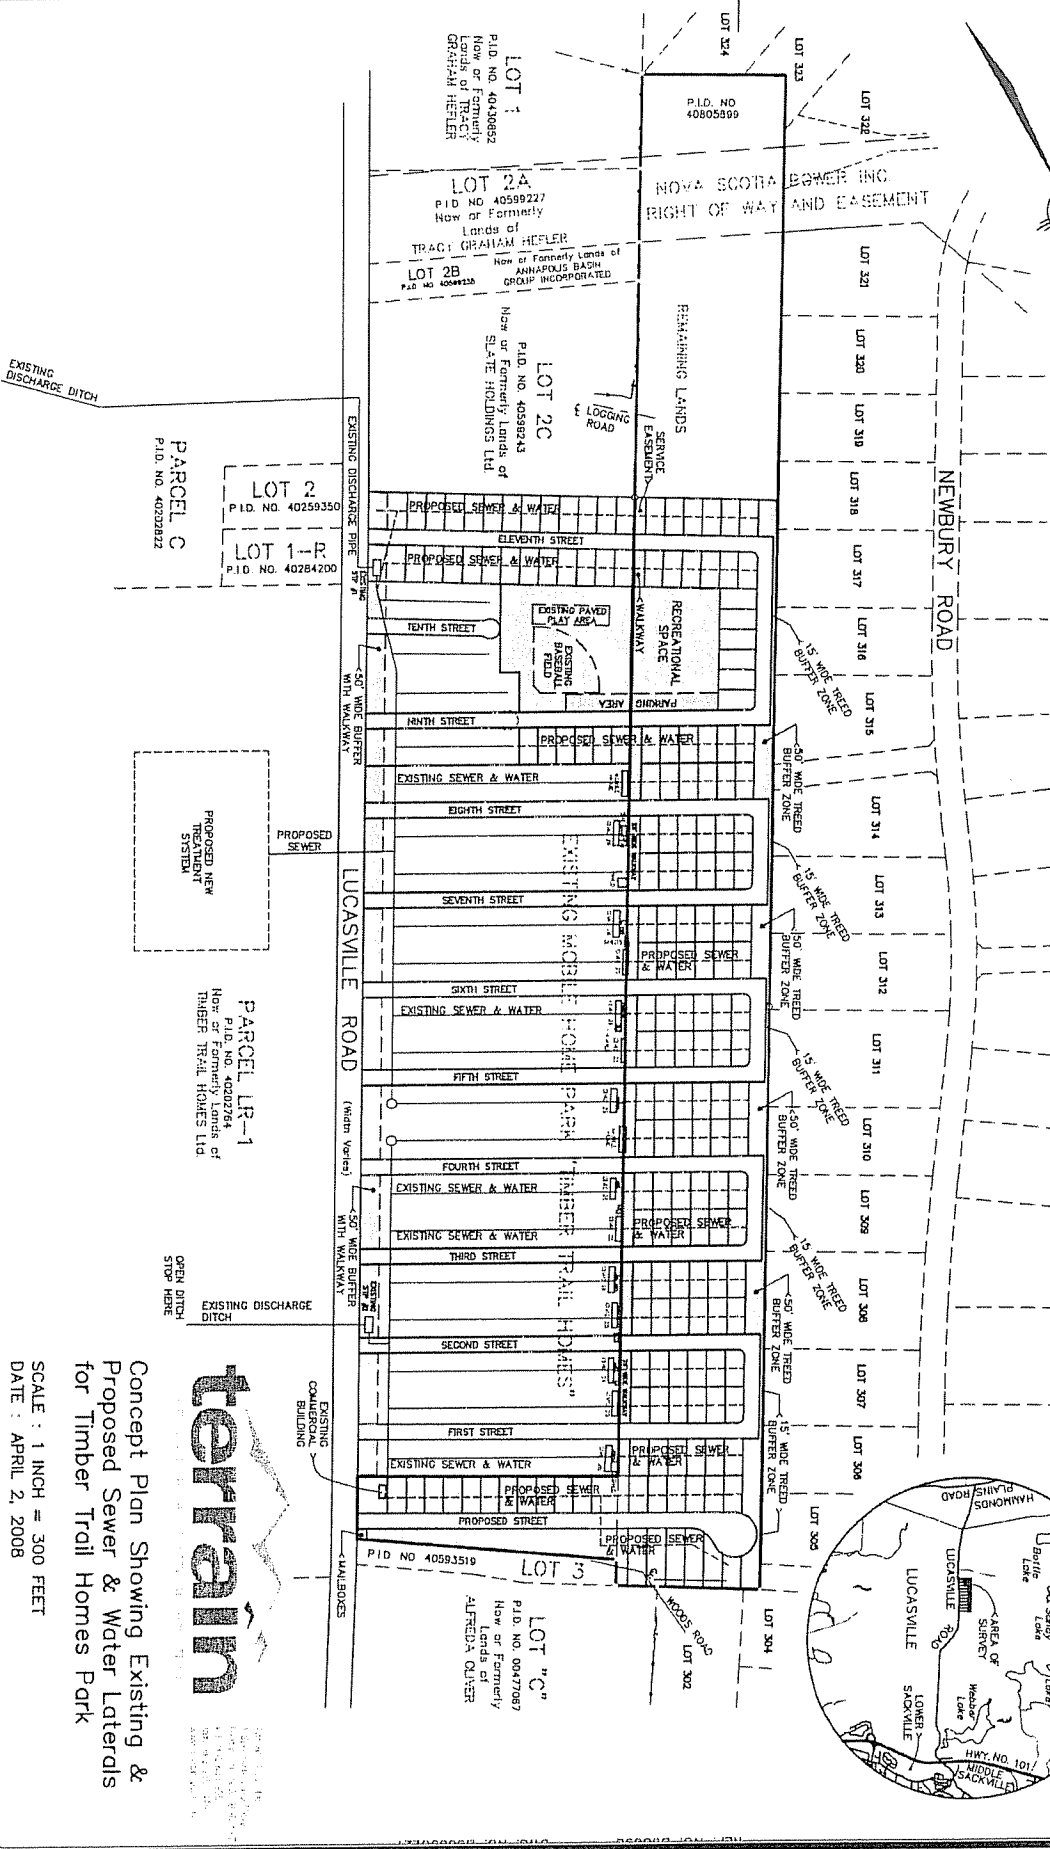 LOT 324
LOT 323
LOT 322
P.I.D. NO
40805899
LOT 1
P.I.D. NO. 40430852
Now or Formerly
Lands of TRACY
GRAHAM HEFLER
LOT 2A
P.I.D NO 40599227
Now or Formerly
Lands of
TRACY GRAHAM HEFLER
NOVA SCOTIA POWER INC.
RIGHT OF WAY AND EASEMENT
LOT 2B
Now or Formerly Lands of
ANNAPOLIS BASIN
GROUP INCORPORATED
LOT 2C
P.I.D. NO. 40599243
Now or Formerly Lands of
SLATE HOLDINGS Ltd.
REMAINING LANDS
LOGGING
ROAD
SERVICE
EASEMENT
LOT 321
LOT 320
LOT 319
LOT 318
LOT 317
LOT 316
LOT 315
LOT 314
LOT 313
LOT 312
LOT 311
LOT 310
LOT 309
LOT 308
LOT 307
LOT 306
LOT 305
LOT 304
LOT 302
NEWBURY ROAD
EXISTING
DISCHARGE DITCH
PARCEL C
P.I.D. NO. 40202822
LOT 2
P.I.D. NO. 40259350
LOT 1-R
P.I.D. NO. 40284200
EXISTING DISCHARGE PIPE
EXISTING
STP #1
PROPOSED SEWER & WATER
ELEVENTH STREET
PROPOSED SEWER & WATER
<WALKWAY
TENTH STREET
EXISTING PAVED
PLAY AREA
EXISTING
BASEBALL
FIELD
RECREATIONAL
SPACE
PARKING AREA
15' WIDE TREED
BUFFER ZONE
<50' WIDE BUFFER
WITH WALKWAY
NINTH STREET
PROPOSED SEWER & WATER
<50' WIDE TREED
BUFFER ZONE
EXISTING SEWER & WATER
EIGHTH STREET
PROPOSED NEW
TREATMENT
SYSTEM
PROPOSED
SEWER
15' WIDE TREED
BUFFER ZONE
SEVENTH STREET
<50' WIDE TREED
BUFFER ZONE
PROPOSED SEWER
& WATER
SIXTH STREET
EXISTING SEWER & WATER
15' WIDE TREED
BUFFER ZONE
FIFTH STREET
LUCASVILLE ROAD
(Width Varies)
EXISTING MOBILE HOME PARK "TIMBER TRAIL HOMES"
PARCEL LR-1
P.I.D. NO. 40202764
Now or Formerly Lands of
TIMBER TRAIL HOMES Ltd.
<50' WIDE TREED
BUFFER ZONE
FOURTH STREET
EXISTING SEWER & WATER
EXISTING SEWER & WATER
PROPOSED SEWER
& WATER
15' WIDE TREED
BUFFER ZONE
THIRD STREET
<50' WIDE BUFFER
WITH WALKWAY
EXISTING
STP #2
OPEN DITCH
STOP HERE
EXISTING DISCHARGE
DITCH
<50' WIDE TREED
BUFFER ZONE
SECOND STREET
EXISTING
COMMERCIAL >
BUILDING
15' WIDE TREED >
BUFFER ZONE
FIRST STREET
EXISTING SEWER & WATER
PROPOSED SEWER
& WATER
PROPOSED SEWER
& WATER
PROPOSED STREET
PROPOSED SEWER
& WATER
<MAILBOXES
P.I.D NO 40593519
LOT 3
WOODS ROAD
LOT "C"
P.I.D. NO. 00477067
Now or Formerly
Lands of
ALFREDA OLIVER
HAMMONDS
PLAINS ROAD
LUCASVILLE
ROAD
LUCASVILLE
<AREA OF
SURVEY
Webber
Lake
LOWER >
SACKVILLE
HWY. NO. 101
MIDDLE
SACKVILLE
terrain
Concept Plan Showing Existing &
Proposed Sewer & Water Laterals
for Timber Trail Homes Park
SCALE : 1 INCH = 300 FEET
DATE : APRIL 2, 2008